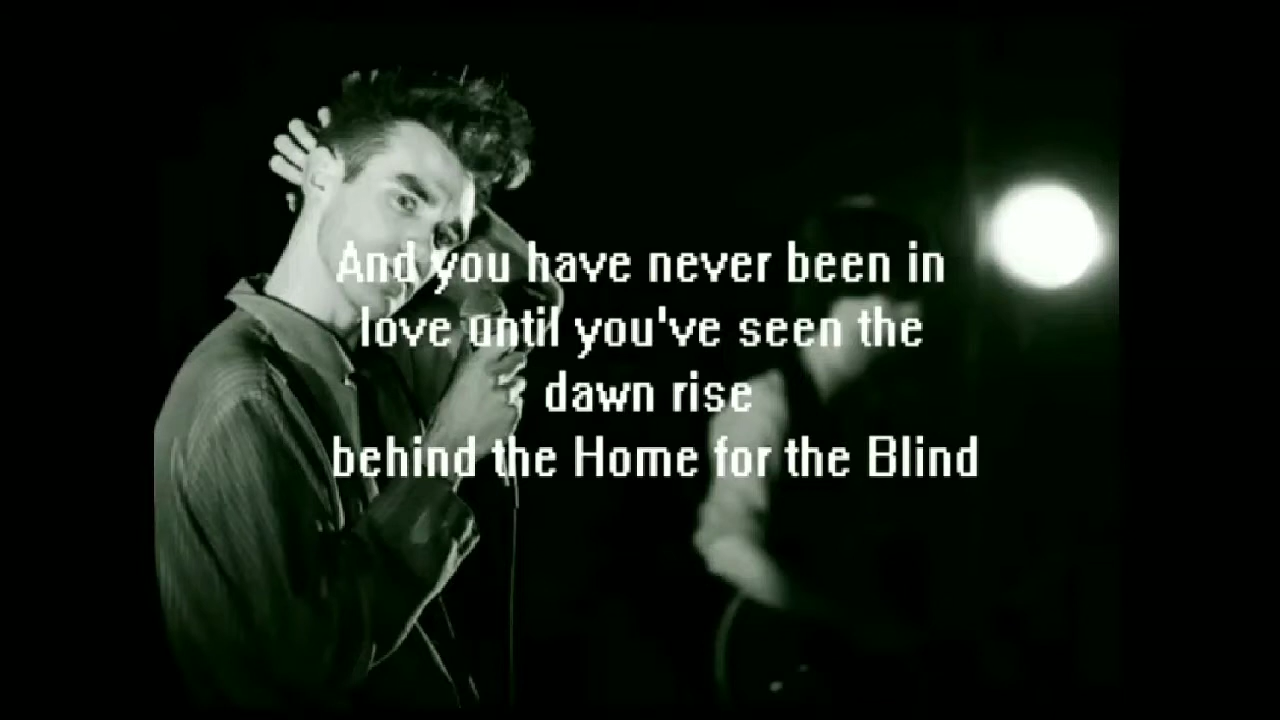 And you have never been in
love until you've seen the
dawn rise
behind the Home for the Blind